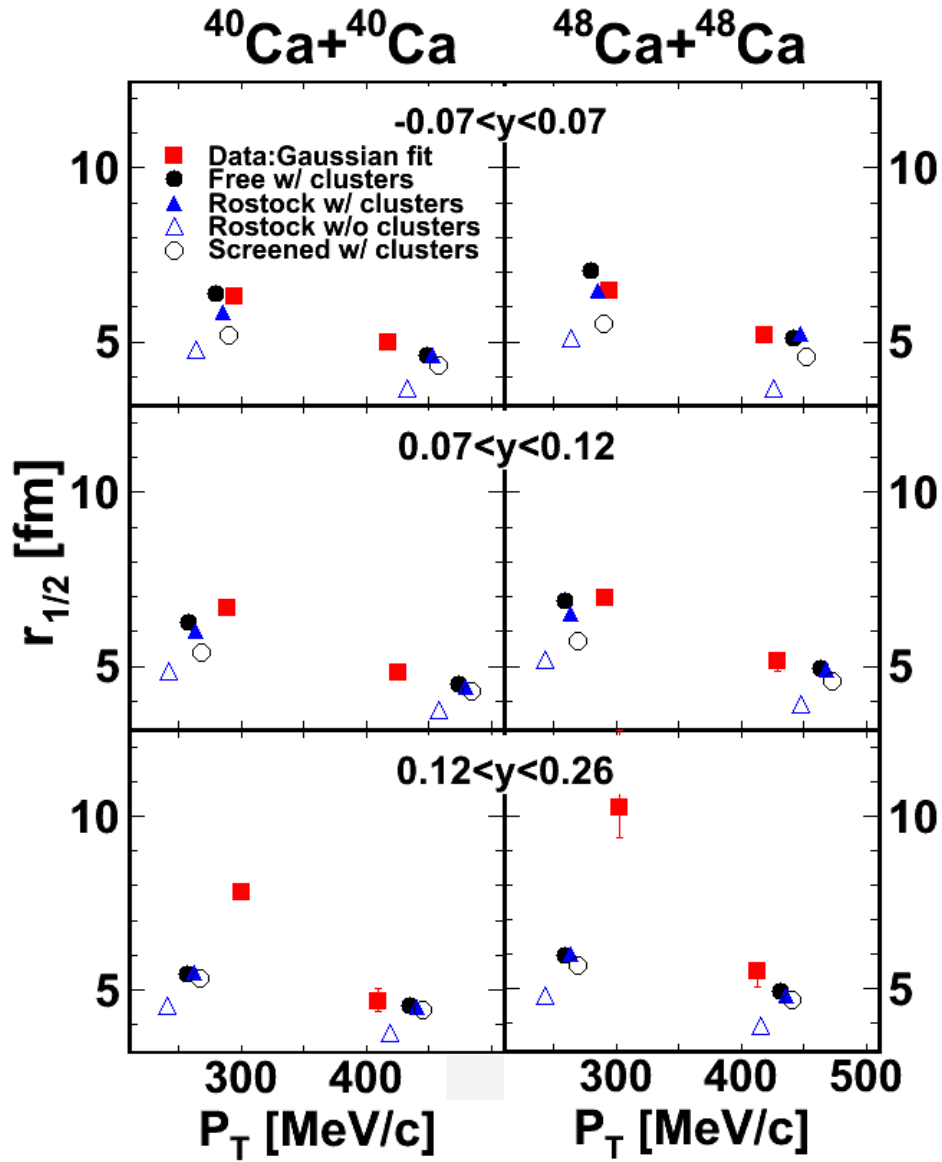 ⁴⁰Ca+⁴⁰Ca ⁴⁸Ca+⁴⁸Ca
-0.07<y<0.07
Data:Gaussian fit
Free w/ clusters
Rostock w/ clusters
Rostock w/o clusters
Screened w/ clusters
10 10
5 5
0.07<y<0.12
10 10
r₁/₂ [fm]
5 5
0.12<y<0.26
10 10
5 5
300 400 300 400 500
P_T [MeV/c] P_T [MeV/c]